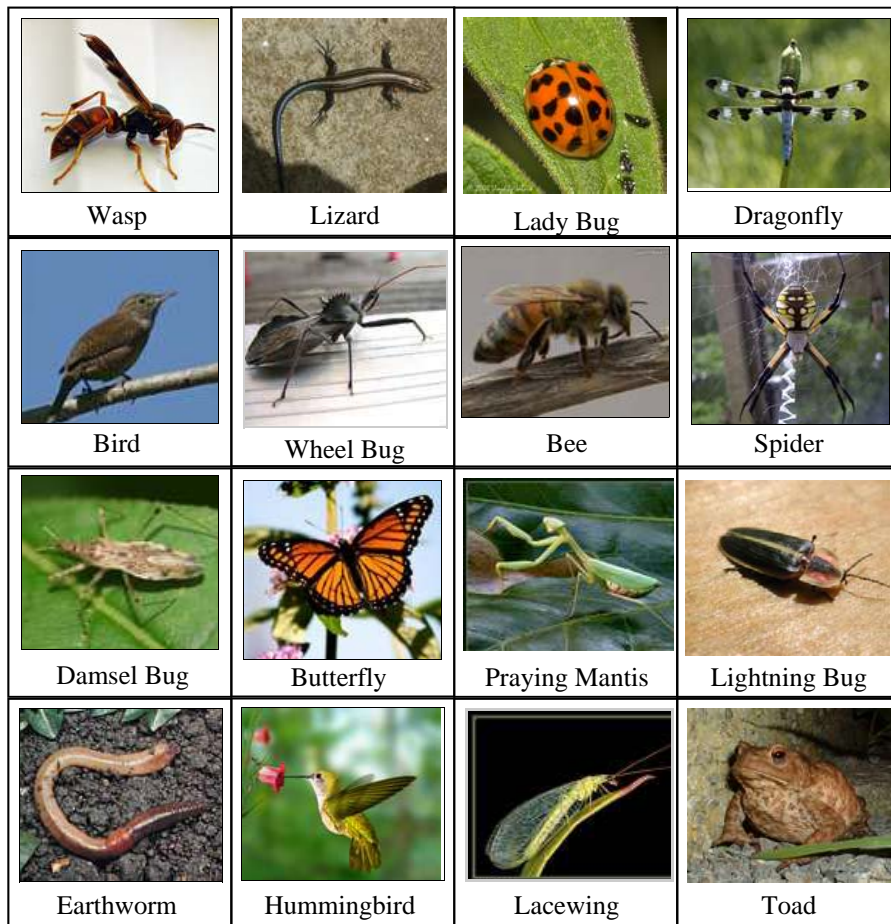 Wasp
Lizard
Lady Bug
Dragonfly
Bird
Wheel Bug
Bee
Spider
Damsel Bug
Butterfly
Praying Mantis
Lightning Bug
Earthworm
Hummingbird
Lacewing
Toad